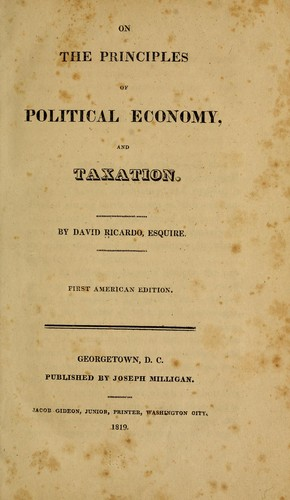 ON
THE PRINCIPLES
OF
POLITICAL ECONOMY,
AND
TAXATION.
BY DAVID RICARDO, ESQUIRE.
FIRST AMERICAN EDITION.
GEORGETOWN, D. C.
PUBLISHED BY JOSEPH MILLIGAN.
JACOB GIDEON, JUNIOR, PRINTER, WASHINGTON CITY,
1819.